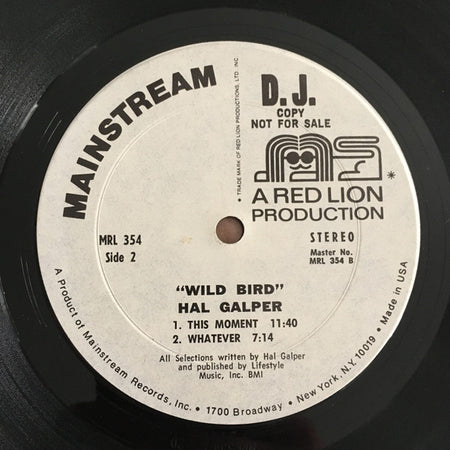 MAINSTREAM
• TRADE MARK OF RED LION PRODUCTIONS, LTD. INC.
D.J.
COPY
NOT FOR SALE
ms
A RED LION
PRODUCTION
MRL 354
Side 2
STEREO
Master No.
MRL 354 B
"WILD BIRD"
HAL GALPER
1. THIS MOMENT 11:40
2. WHATEVER 7:14
All Selections written by Hal Galper
and published by Lifestyle
Music, Inc. BMI
A Product of Mainstream Records, Inc. • 1700 Broadway • New York, N.Y. 10019 • Made in USA